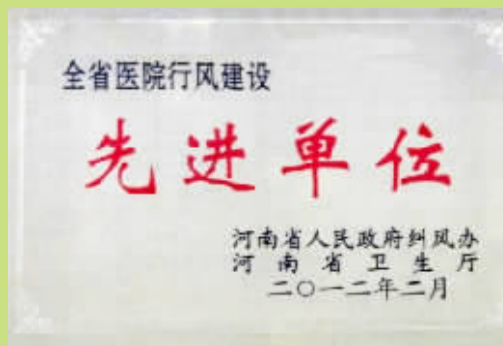 全省医院行风建设
先进单位
河南省人民政府纠风办
河南省卫生厅
二〇一二年二月